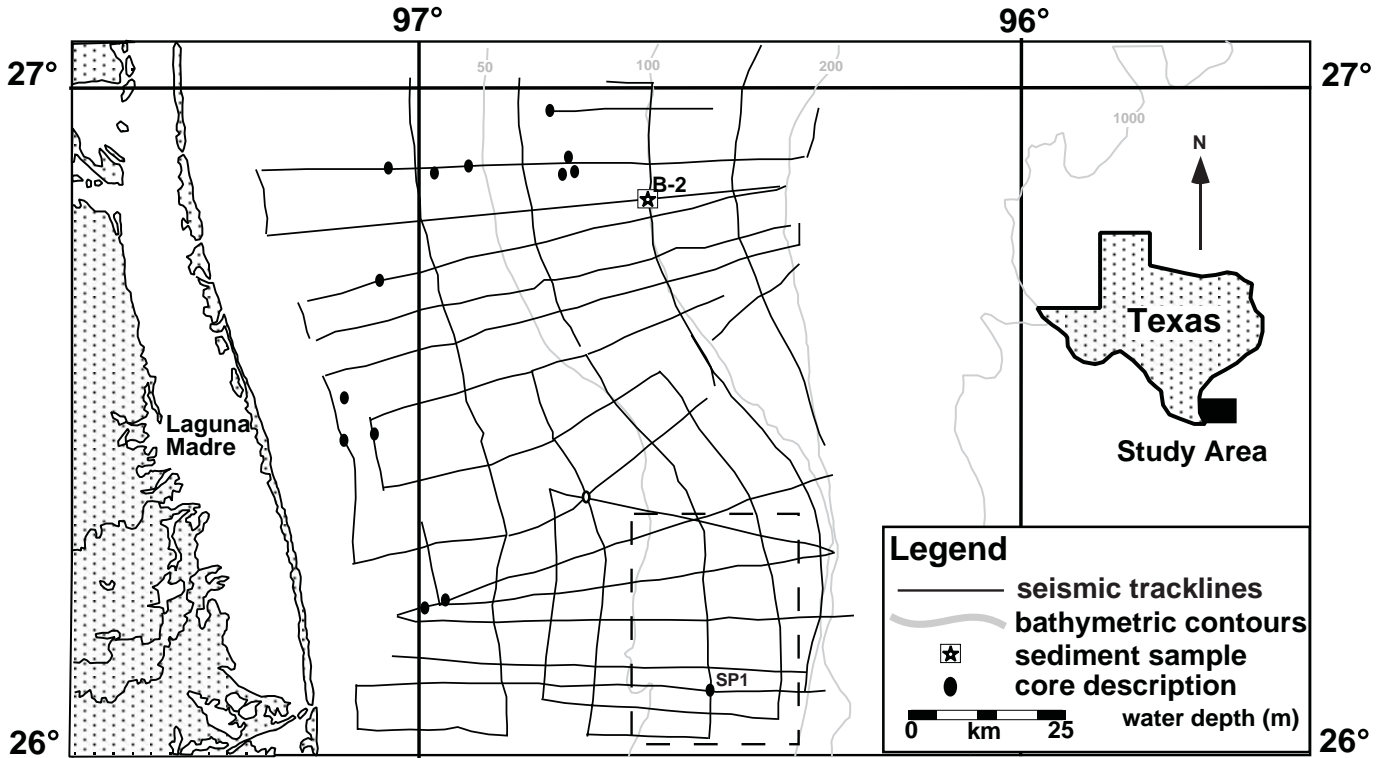 97°
96°
27°
27°
50
100
200
1000
N
B-2
Texas
Laguna
Madre
Study Area
Legend
seismic tracklines
bathymetric contours
sediment sample
core description
SP1
0 km 25
water depth (m)
26°
26°